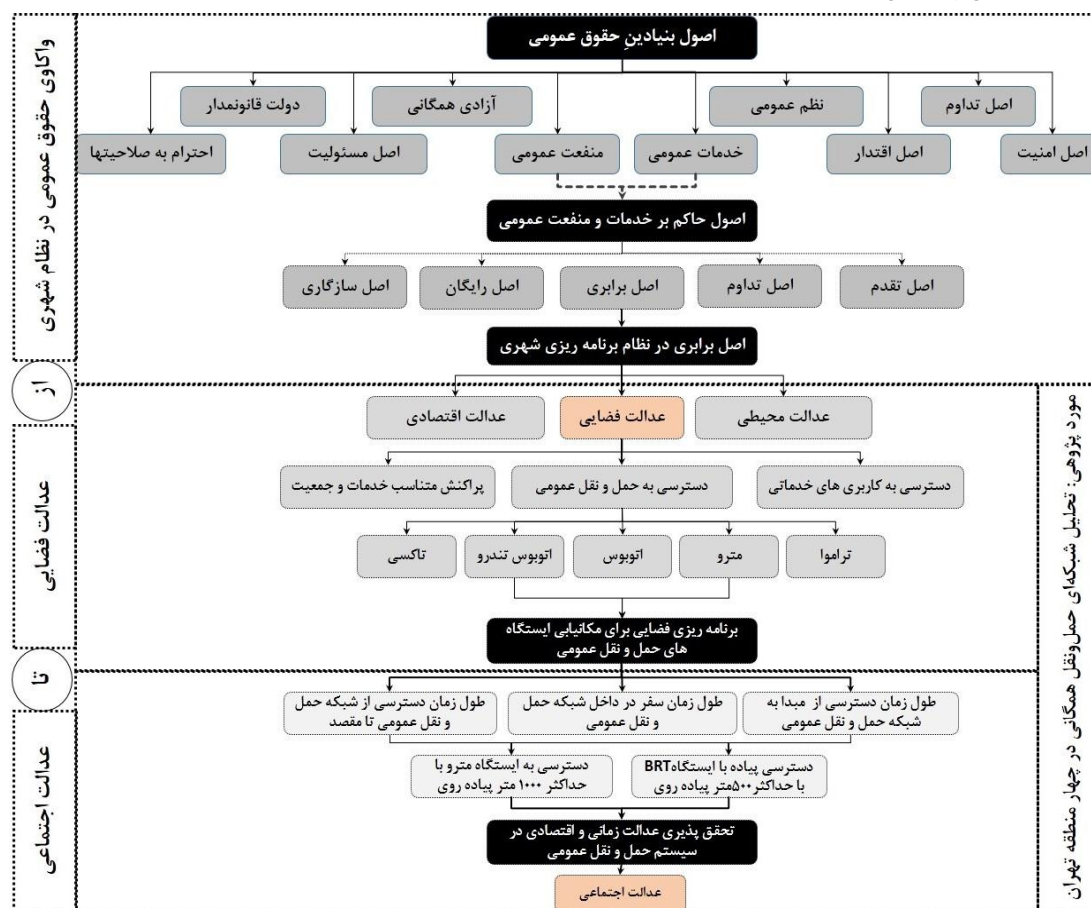 اصول بنیادینِ حقوق عمومی
اصل تداوم
نظم عمومی
آزادی همگانی
دولت قانونمدار
اصل امنیت
اصل اقتدار
خدمات عمومی
منفعت عمومی
اصل مسئولیت
احترام به صلاحیتها
اصول حاکم بر خدمات و منفعت عمومی
اصل تقدم
اصل تداوم
اصل برابری
اصل رایگان
اصل سازگاری
اصل برابری در نظام برنامه ریزی شهری
عدالت محیطی
عدالت فضایی
عدالت اقتصادی
دسترسی به کاربری های خدماتی
دسترسی به حمل و نقل عمومی
پراکنش متناسب خدمات و جمعیت
تراموا
مترو
اتوبوس
اتوبوس تندرو
تاکسی
برنامه ریزی فضایی برای مکانیابی ایستگاه
های حمل و نقل عمومی
طول زمان دسترسی از مبدا به
شبکه حمل و نقل عمومی
طول زمان سفر در داخل شبکه حمل
و نقل عمومی
طول زمان دسترسی از شبکه حمل
و نقل عمومی تا مقصد
دسترسی پیاده با ایستگاه BRT
با حداکثر ۵۰۰متر پیاده روی
دسترسی به ایستگاه مترو با
حداکثر ۱۰۰۰ متر پیاده روی
تحقق پذیری عدالت زمانی و اقتصادی در
سیستم حمل و نقل عمومی
عدالت اجتماعی
مورد پژوهی: تحلیل شبکه‌ای حمل‌ونقل همگانی در چهار منطقه تهران
واکاوی حقوق عمومی در نظام شهری
از
عدالت فضایی
تا
عدالت اجتماعی